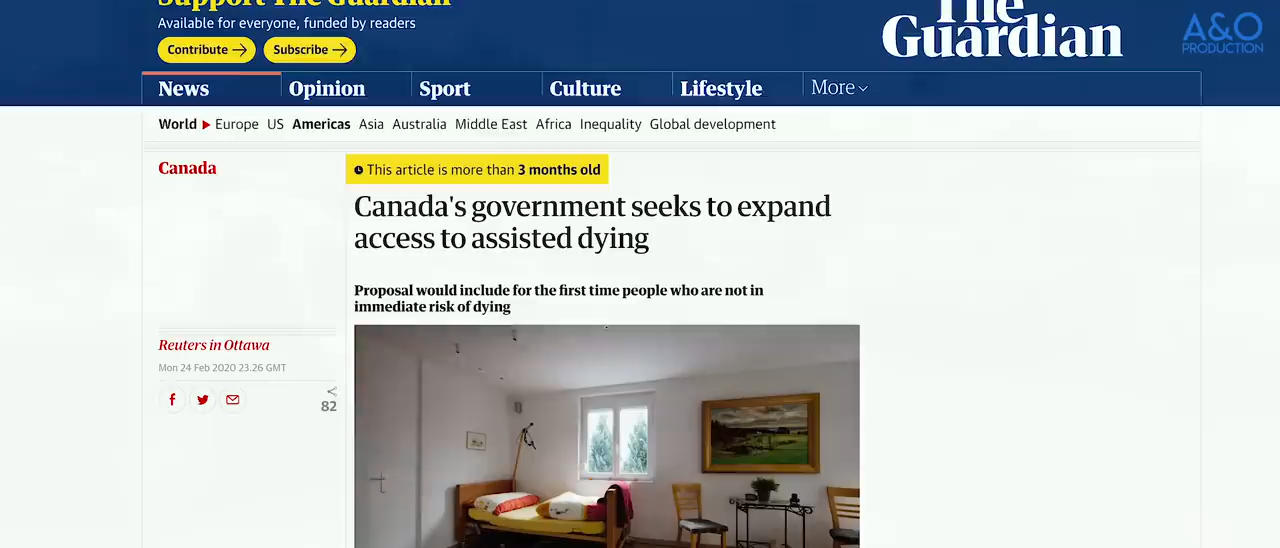 Support The Guardian
Available for everyone, funded by readers
Contribute
Subscribe
The
Guardian
A&O
PRODUCTION
News
Opinion
Sport
Culture
Lifestyle
More
World
Europe
US
Americas
Asia
Australia
Middle East
Africa
Inequality
Global development
Canada
This article is more than 3 months old
Canada's government seeks to expand
access to assisted dying
Proposal would include for the first time people who are not in
immediate risk of dying
Reuters in Ottawa
Mon 24 Feb 2020 23.26 GMT
82